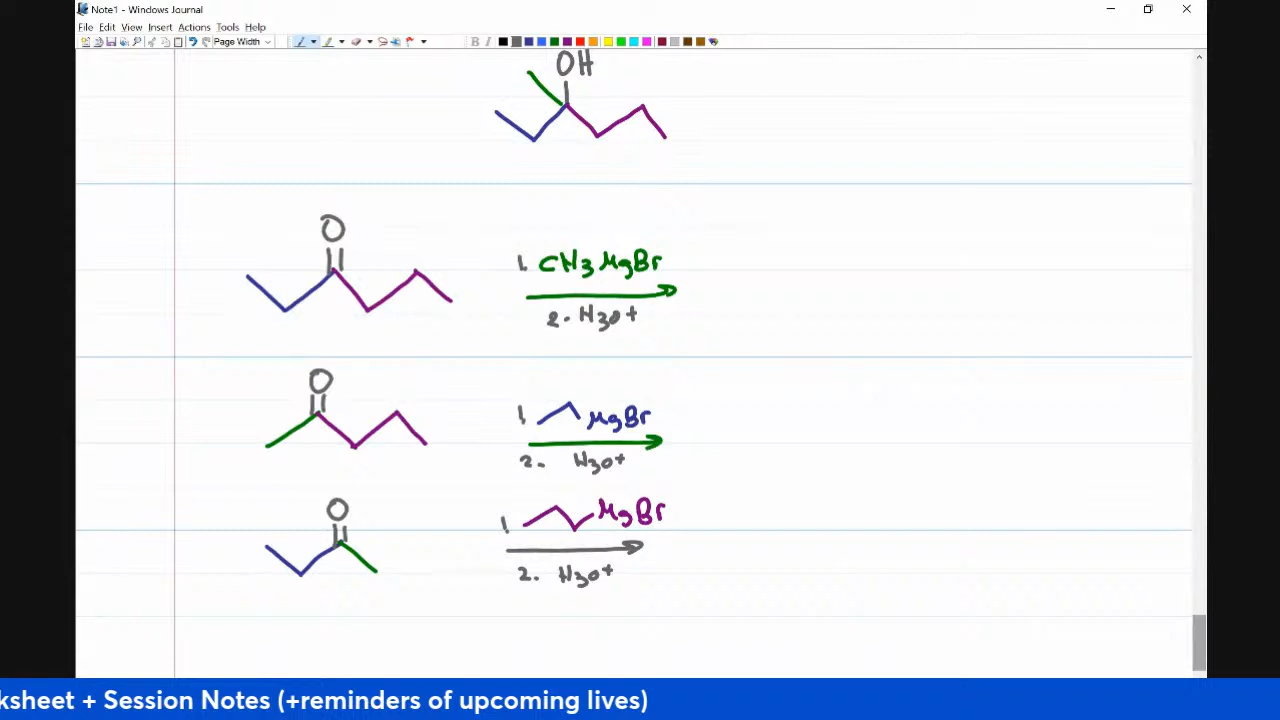 Note1 - Windows Journal
File Edit View Insert Actions Tools Help
Page Width B I
OH
O
1. CH3MgBr
2. H3O+
O
1. MgBr
2. H3O+
O
1. MgBr
2. H3O+
ksheet + Session Notes (+reminders of upcoming lives)